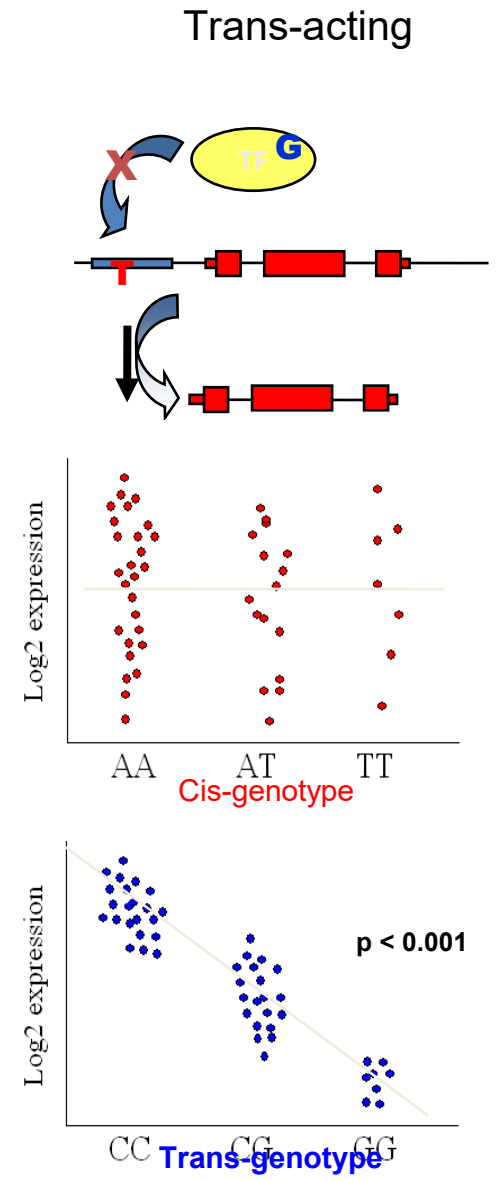 Trans-acting
X
TF G
T
Log2 expression
AA AT TT
Cis-genotype
Log2 expression
p < 0.001
CC CG GG
Trans-genotype